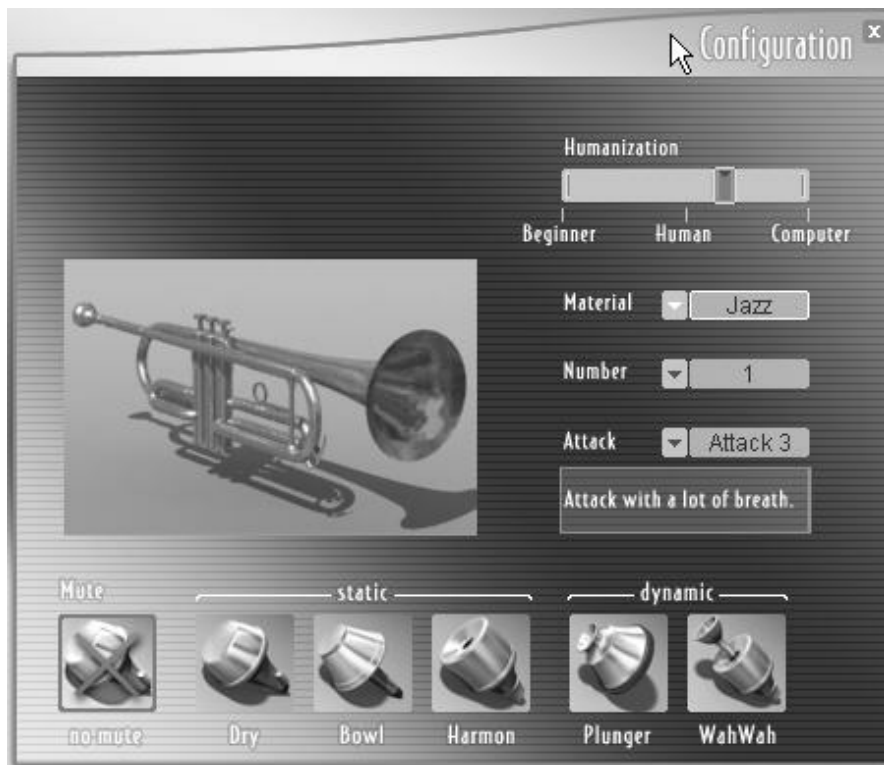 Configuration
x
Humanization
Beginner Human Computer
Material Jazz
Number 1
Attack Attack 3
Attack with a lot of breath.
Mute static dynamic
no mute Dry Bowl Harmon Plunger WahWah